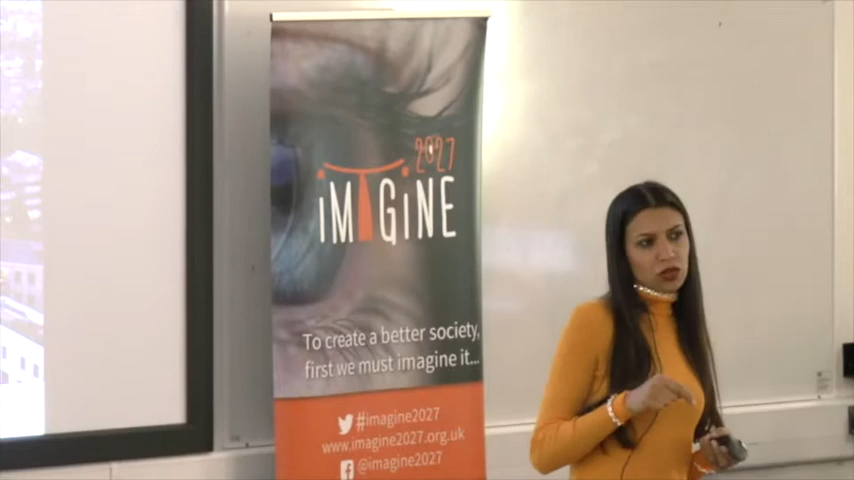 2027
iMAGiNE
To create a better society,
first we must imagine it...
#imagine2027
www.imagine2027.org.uk
@imagine2027